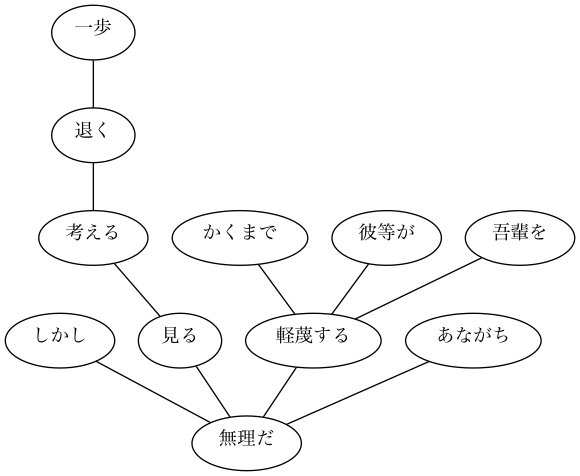 一歩
退く
考える
かくまで
彼等が
吾輩を
しかし
見る
軽蔑する
あながち
無理だ